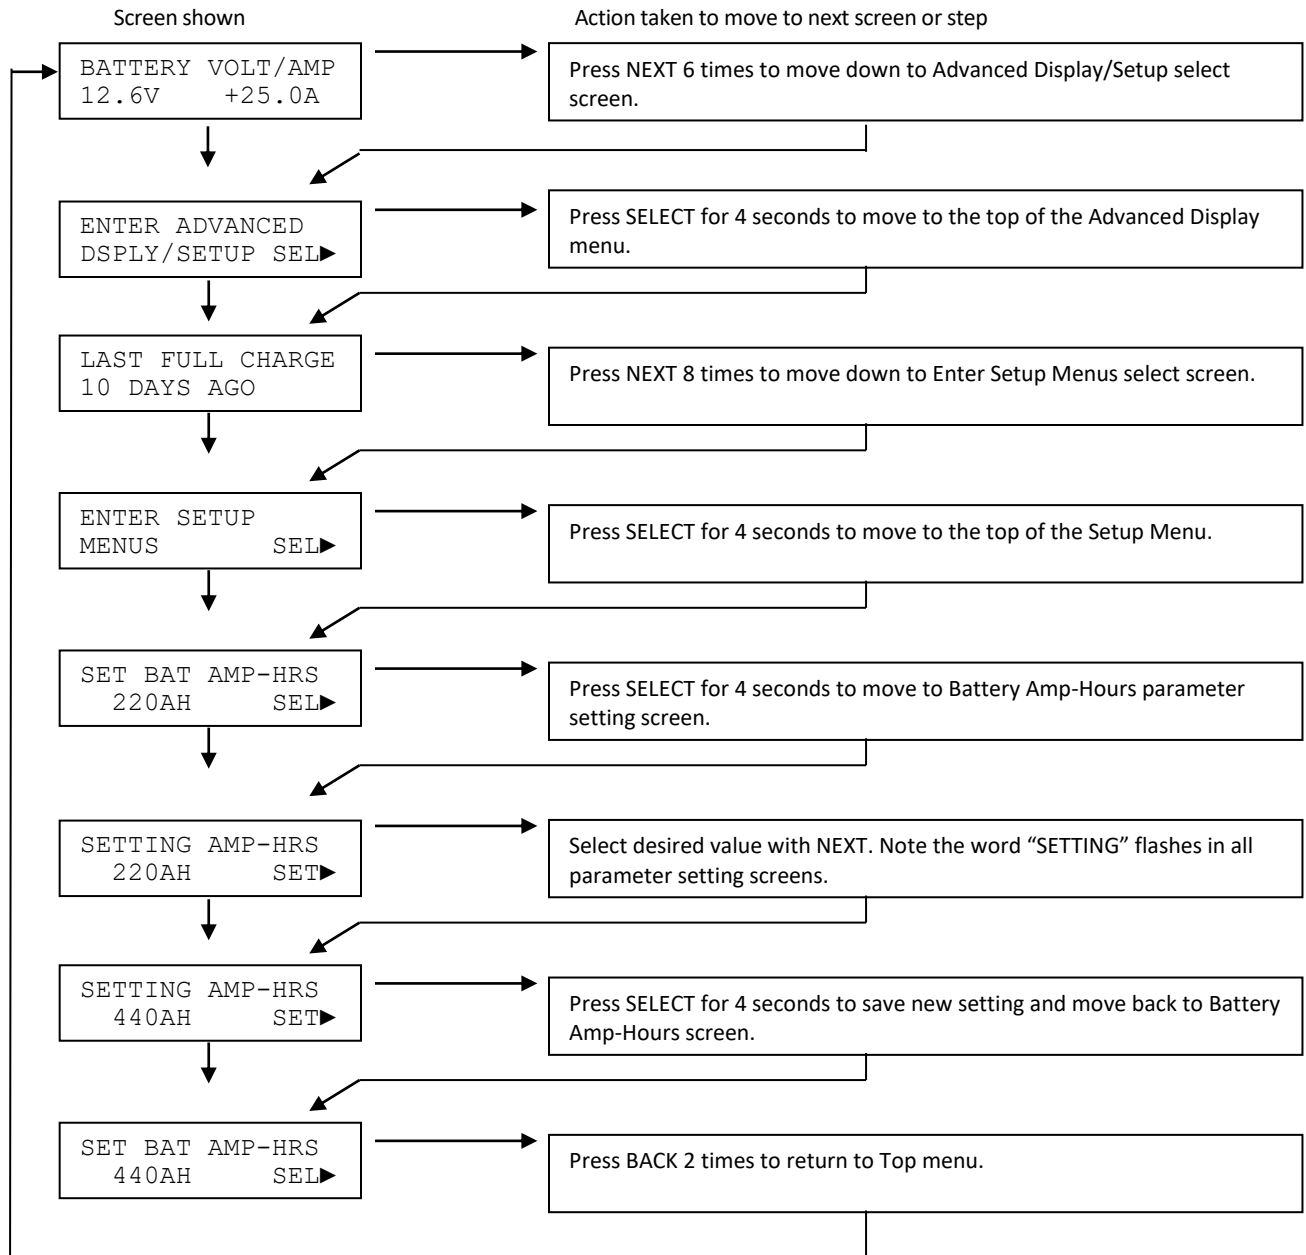 Screen shown
Action taken to move to next screen or step
BATTERY VOLT/AMP
12.6V +25.0A
Press NEXT 6 times to move down to Advanced Display/Setup select
screen.
ENTER ADVANCED
DSPLY/SETUP SEL►
Press SELECT for 4 seconds to move to the top of the Advanced Display
menu.
LAST FULL CHARGE
10 DAYS AGO
Press NEXT 8 times to move down to Enter Setup Menus select screen.
ENTER SETUP
MENUS SEL►
Press SELECT for 4 seconds to move to the top of the Setup Menu.
SET BAT AMP-HRS
220AH SEL►
Press SELECT for 4 seconds to move to Battery Amp-Hours parameter
setting screen.
SETTING AMP-HRS
220AH SET►
Select desired value with NEXT. Note the word “SETTING” flashes in all
parameter setting screens.
SETTING AMP-HRS
440AH SET►
Press SELECT for 4 seconds to save new setting and move back to Battery
Amp-Hours screen.
SET BAT AMP-HRS
440AH SEL►
Press BACK 2 times to return to Top menu.